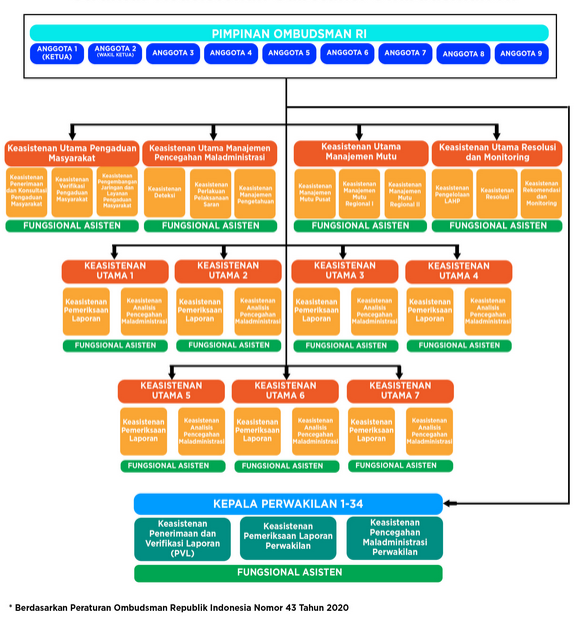 PIMPINAN OMBUDSMAN RI
ANGGOTA 1
(KETUA)
ANGGOTA 2
(WAKIL KETUA)
ANGGOTA 3
ANGGOTA 4
ANGGOTA 5
ANGGOTA 6
ANGGOTA 7
ANGGOTA 8
ANGGOTA 9
Keasistenan Utama Pengaduan
Masyarakat
Keasistenan
Penerimaan
dan Konsultasi
Pengaduan
Masyarakat
Keasistenan
Verifikasi
Pengaduan
Masyarakat
Keasistenan
Pengembangan
Jaringan dan
Layanan
Pengaduan
Masyarakat
FUNGSIONAL ASISTEN
Keasistenan Utama Manajemen
Pencegahan Maladministrasi
Keasistenan
Deteksi
Keasistenan
Perlakuan
Pelaksanaan
Saran
Keasistenan
Manajemen
Pengetahuan
FUNGSIONAL ASISTEN
Keasistenan Utama
Manajemen Mutu
Keasistenan
Manajemen
Mutu Pusat
Keasistenan
Manajemen
Mutu
Regional I
Keasistenan
Manajemen
Mutu
Regional II
FUNGSIONAL ASISTEN
Keasistenan Utama Resolusi
dan Monitoring
Keasistenan
Pengelolaan
LAHP
Keasistenan
Resolusi
Keasistenan
Rekomendasi
dan
Monitoring
FUNGSIONAL ASISTEN
KEASISTENAN
UTAMA 1
Keasistenan
Pemeriksaan
Laporan
Keasistenan
Analisis
Pencegahan
Maladministrasi
FUNGSIONAL ASISTEN
KEASISTENAN
UTAMA 2
Keasistenan
Pemeriksaan
Laporan
Keasistenan
Analisis
Pencegahan
Maladministrasi
FUNGSIONAL ASISTEN
KEASISTENAN
UTAMA 3
Keasistenan
Pemeriksaan
Laporan
Keasistenan
Analisis
Pencegahan
Maladministrasi
FUNGSIONAL ASISTEN
KEASISTENAN
UTAMA 4
Keasistenan
Pemeriksaan
Laporan
Keasistenan
Analisis
Pencegahan
Maladministrasi
FUNGSIONAL ASISTEN
KEASISTENAN
UTAMA 5
Keasistenan
Pemeriksaan
Laporan
Keasistenan
Analisis
Pencegahan
Maladministrasi
FUNGSIONAL ASISTEN
KEASISTENAN
UTAMA 6
Keasistenan
Pemeriksaan
Laporan
Keasistenan
Analisis
Pencegahan
Maladministrasi
FUNGSIONAL ASISTEN
KEASISTENAN
UTAMA 7
Keasistenan
Pemeriksaan
Laporan
Keasistenan
Analisis
Pencegahan
Maladministrasi
FUNGSIONAL ASISTEN
KEPALA PERWAKILAN 1-34
Keasistenan
Penerimaan dan
Verifikasi Laporan
(PVL)
Keasistenan
Pemeriksaan Laporan
Perwakilan
Keasistenan
Pencegahan
Maladministrasi
Perwakilan
FUNGSIONAL ASISTEN
* Berdasarkan Peraturan Ombudsman Republik Indonesia Nomor 43 Tahun 2020